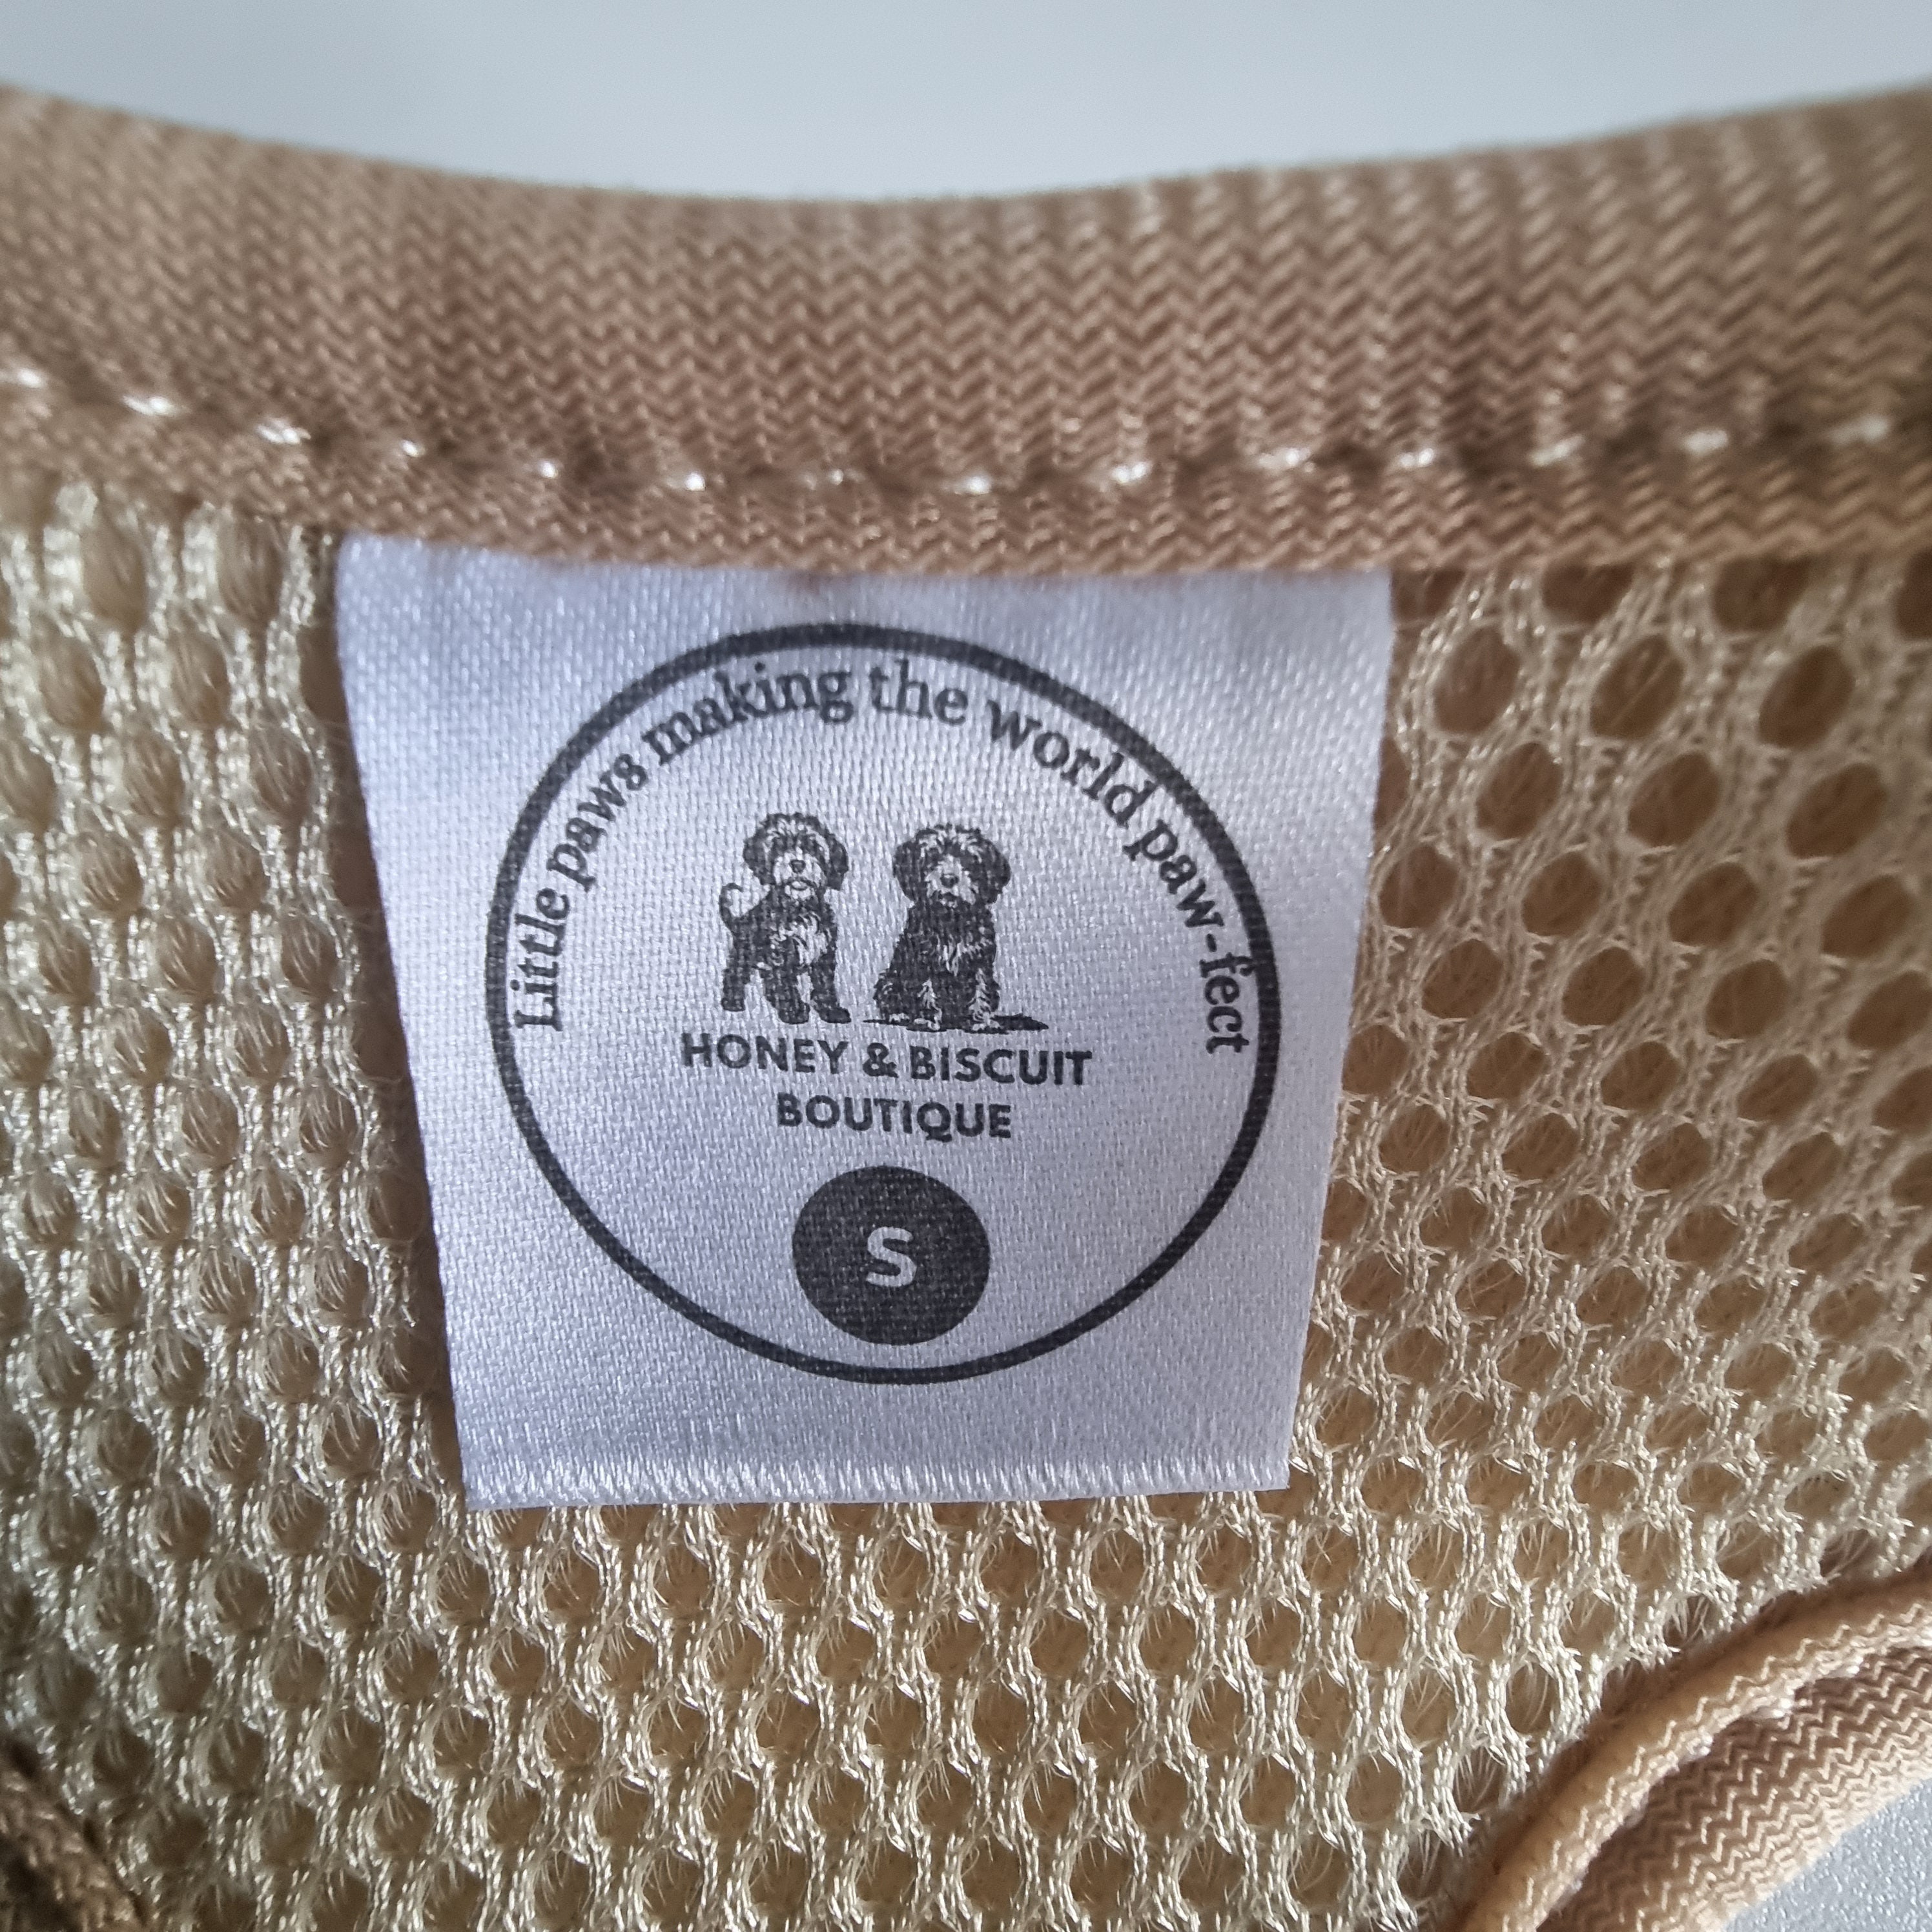 Little paws making the world paw-fect
HONEY & BISCUIT
BOUTIQUE
S